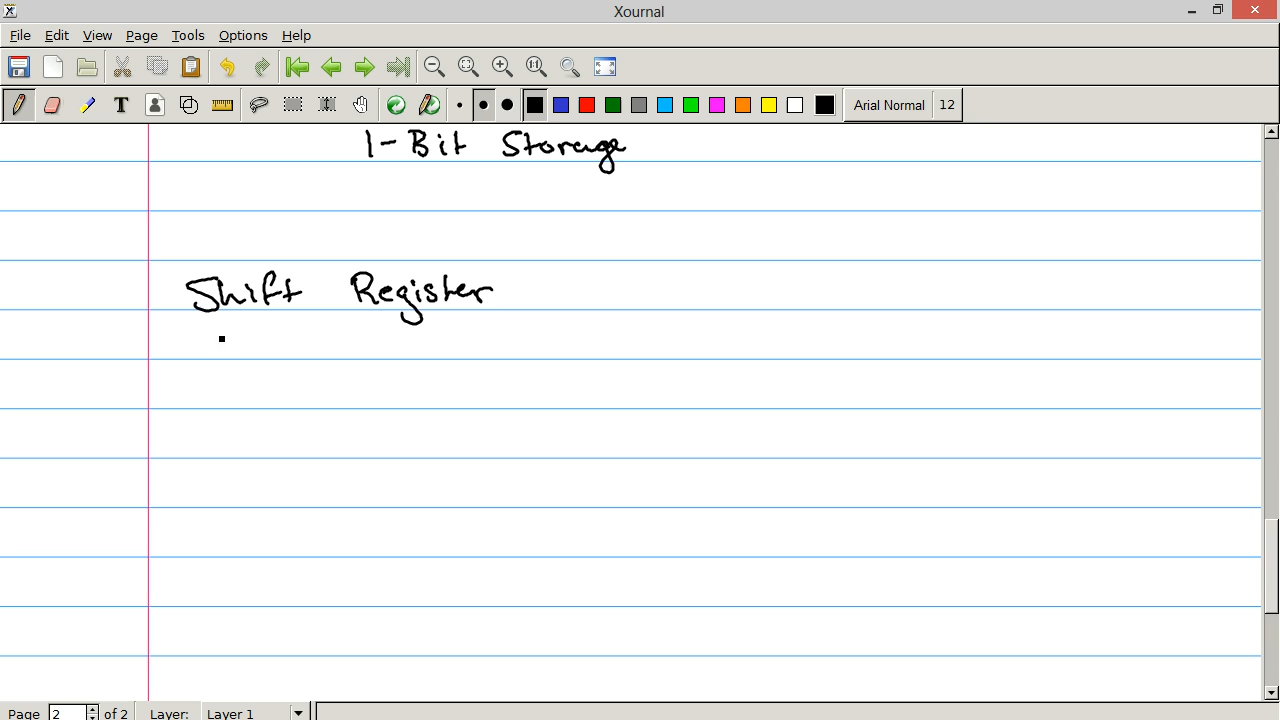 Xournal
File Edit View Page Tools Options Help
Arial Normal 12
1-Bit Storage
Shift Register
Page 2 of 2 Layer: Layer 1